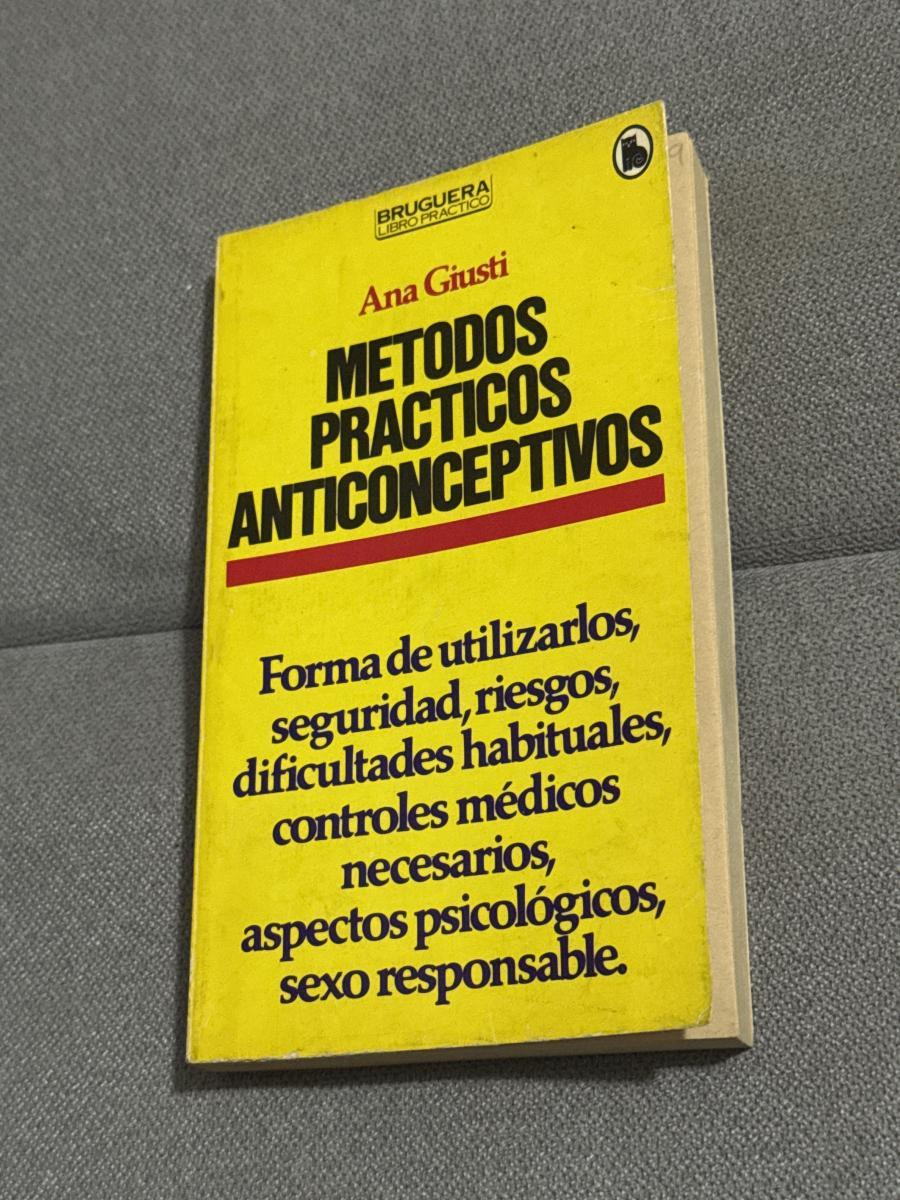 BRUGUERA
LIBRO PRACTICO
Ana Giusti
METODOS
PRACTICOS
ANTICONCEPTIVOS
Forma de utilizarlos,
seguridad, riesgos,
dificultades habituales,
controles médicos
necesarios,
aspectos psicológicos,
sexo responsable.